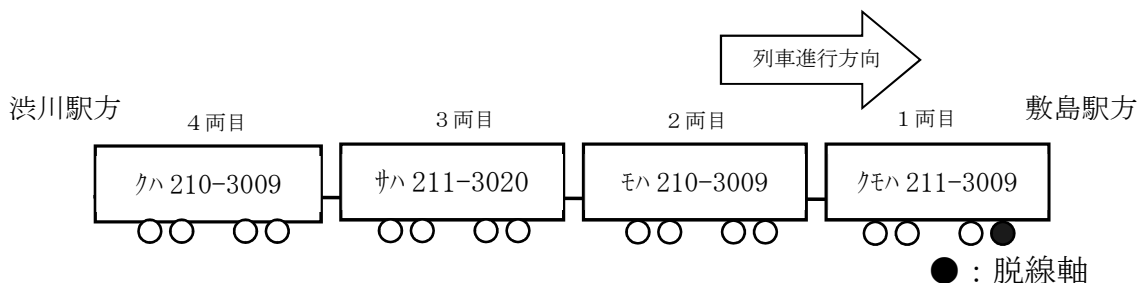 列車進行方向
渋川駅方
敷島駅方
４両目
３両目
２両目
１両目
ｸﾊ 210-3009
ｻﾊ 211-3020
ﾓﾊ 210-3009
ｸﾓﾊ 211-3009
●：脱線軸